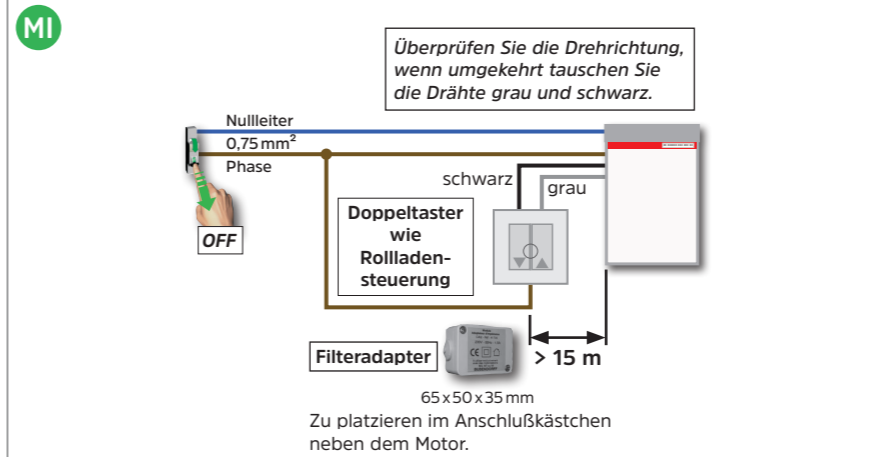 MI
Überprüfen Sie die Drehrichtung,
wenn umgekehrt tauschen Sie
die Drähte grau und schwarz.
Nullleiter
0,75 mm²
Phase
schwarz
grau
OFF
Doppeltaster
wie
Rollladen-
steuerung
Filteradapter
CE
> 15 m
65 x 50 x 35 mm
Zu platzieren im Anschlußkästchen
neben dem Motor.